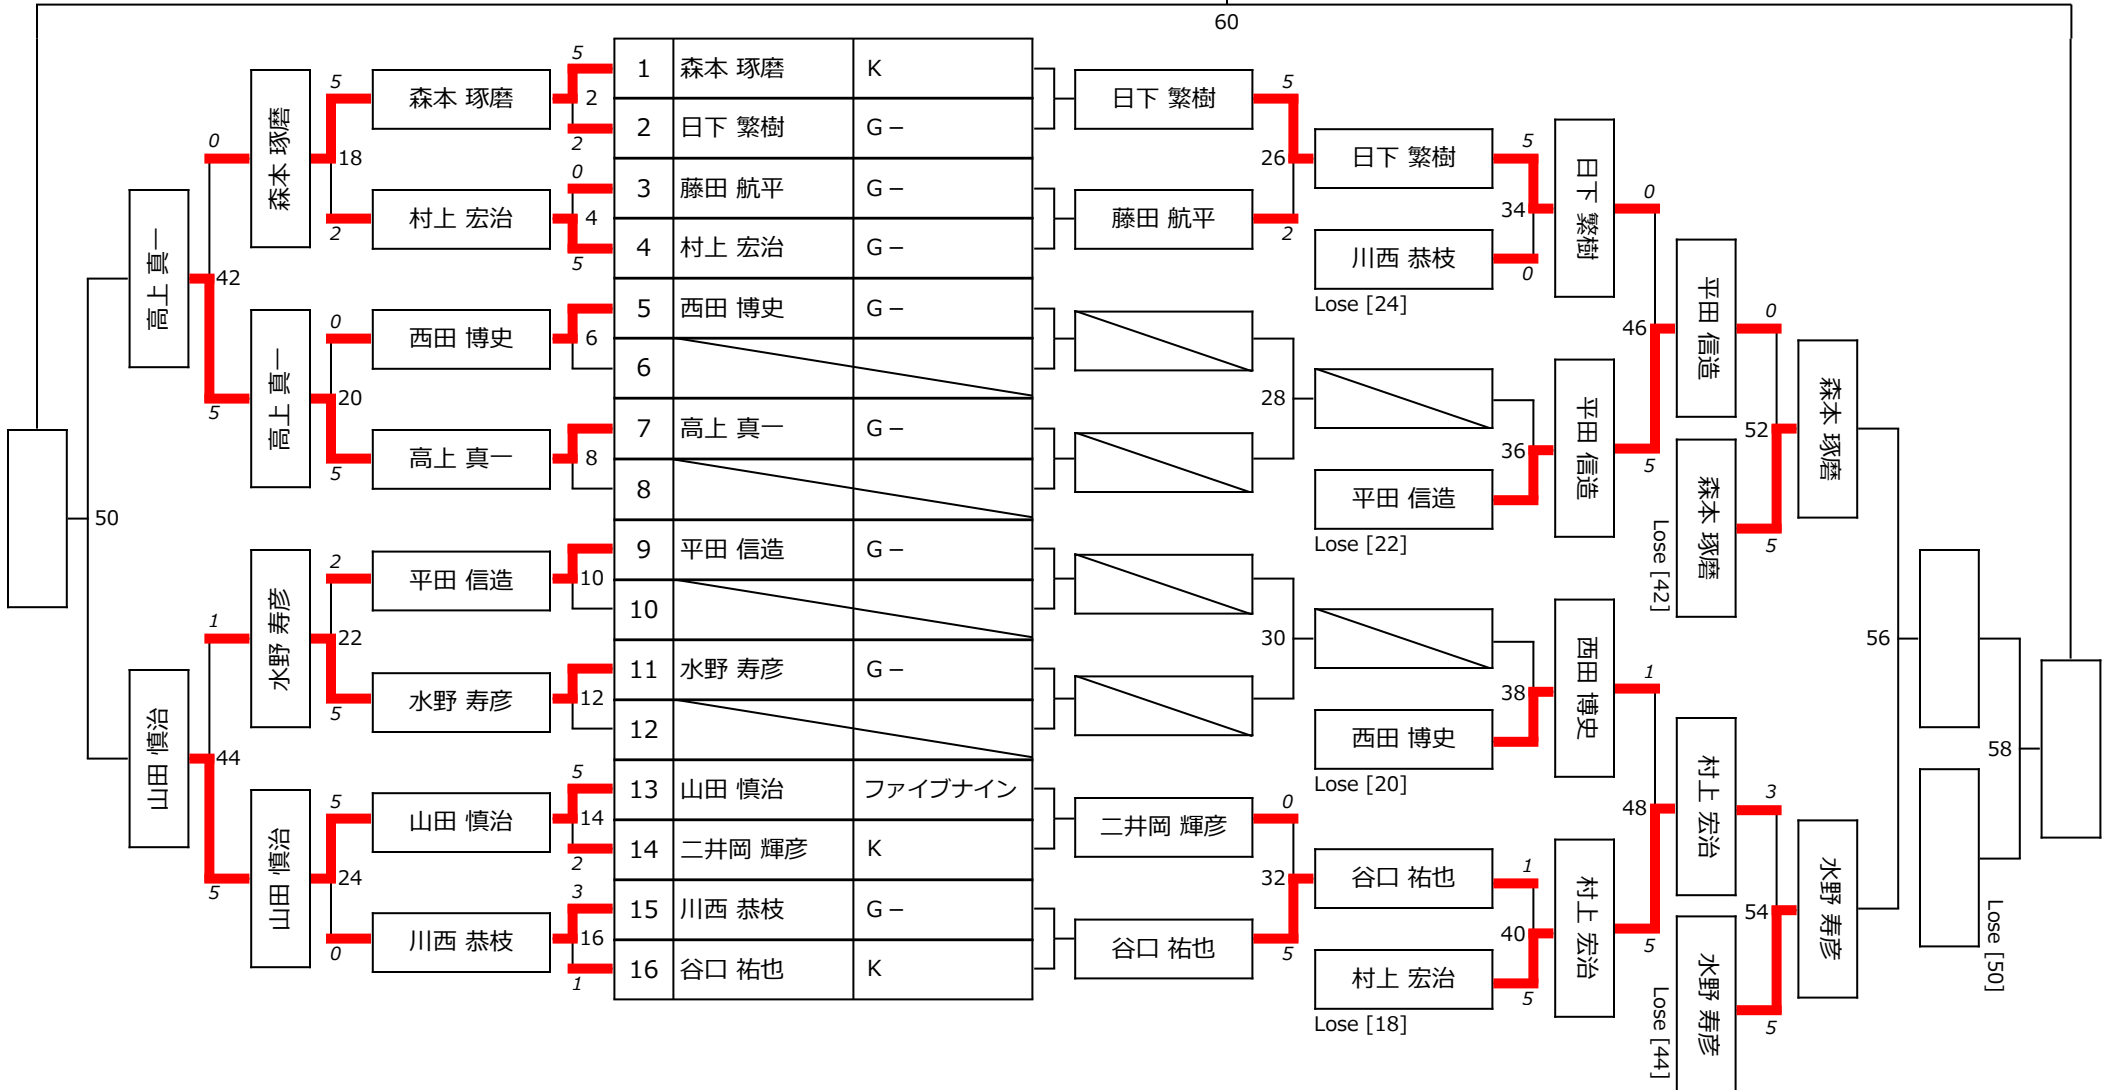 60
5
1 森本 琢磨 K
2
2 日下 繁樹 G－
2
0
3 藤田 航平 G－
4
4 村上 宏治 G－
5
5 西田 博史 G－
6
6
7 高上 真一 G－
8
8
9 平田 信造 G－
10
10
11 水野 寿彦 G－
12
12
5
13 山田 慎治 ファイブナイン
14
14 二井岡 輝彦 K
2
3
15 川西 恭枝 G－
16
16 谷口 祐也 K
1
5
森本 琢磨
18
村上 宏治
2
0
西田 博史
20
高上 真一
5
2
平田 信造
22
水野 寿彦
5
5
山田 慎治
24
川西 恭枝
0
0
森本 琢磨
42
高上 真一
5
1
水野 寿彦
44
山田 慎治
5
高上 真一
50
山田 慎治
日下 繁樹
5
26
藤田 航平
2
28
30
二井岡 輝彦
0
32
谷口 祐也
5
日下 繁樹
5
34
川西 恭枝
0
Lose [24]
36
平田 信造
Lose [22]
38
西田 博史
Lose [20]
谷口 祐也
1
40
村上 宏治
5
Lose [18]
日下 繁樹
0
46
平田 信造
5
西田 博史
1
48
村上 宏治
5
平田 信造
0
52
森本 琢磨
5
Lose [42]
村上 宏治
3
54
水野 寿彦
5
Lose [44]
森本 琢磨
56
水野 寿彦
58
Lose [50]